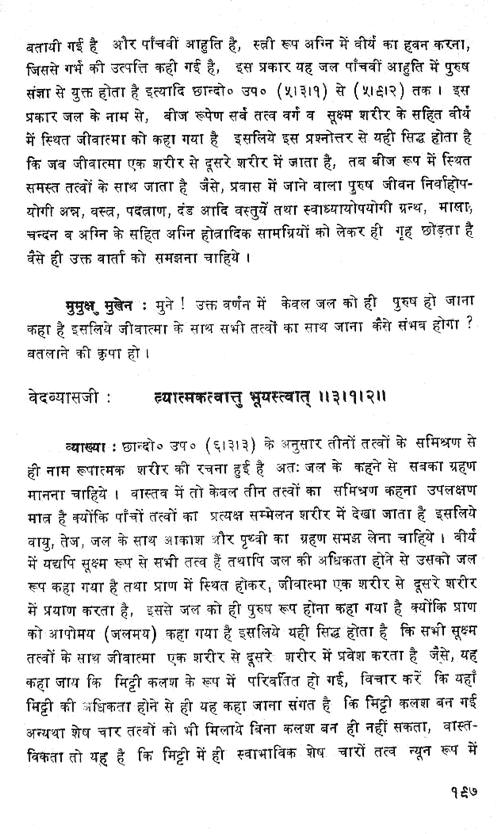 बतायी गई है और पाँचवीं आहुति है, स्त्री रूप अग्नि में वीर्य का हवन करना,
जिससे गर्भ की उत्पत्ति कही गई है, इस प्रकार यह जल पाँचवीं आहुति में पुरुष
संज्ञा से युक्त होता है इत्यादि छान्दो० उप० (५।३।१) से (५।६।२) तक । इस
प्रकार जल के नाम से, बीज रूपेण सर्व तत्व वर्ग व सूक्ष्म शरीर के सहित वीर्य
में स्थित जीवात्मा को कहा गया है इसलिये इस प्रश्नोत्तर से यही सिद्ध होता है
कि जब जीवात्मा एक शरीर से दूसरे शरीर में जाता है, तब बीज रूप में स्थित
समस्त तत्वों के साथ जाता है जैसे, प्रवास में जाने वाला पुरुष जीवन निर्वाहोप-
योगी अन्न, वस्त्र, पदत्राण, दंड आदि वस्तुयें तथा स्वाध्यायोपयोगी ग्रन्थ, माला,
चन्दन व अग्नि के सहित अग्नि होत्रादिक सामग्रियों को लेकर ही गृह छोड़ता है
वैसे ही उक्त वार्ता को समझना चाहिये ।
मुमुक्षु मुखेन : मुने ! उक्त वर्णन में केवल जल को ही पुरुष हो जाना
कहा है इसलिये जीवात्मा के साथ सभी तत्वों का साथ जाना कैसे संभव होगा ?
बतलाने की कृपा हो ।
वेदव्यासजी : त्र्यात्मकत्वात्तु भूयस्त्वात् ॥३।१।२॥
व्याख्या : छान्दो० उप० (६।३।३) के अनुसार तीनों तत्वों के समिश्रण से
ही नाम रूपात्मक शरीर की रचना हुई है अतः जल के कहने से सबका ग्रहण
मानना चाहिये । वास्तव में तो केवल तीन तत्वों का समिश्रण कहना उपलक्षण
मात्र है क्योंकि पाँचों तत्वों का प्रत्यक्ष सम्मेलन शरीर में देखा जाता है इसलिये
वायु, तेज, जल के साथ आकाश और पृथ्वी का ग्रहण समझ लेना चाहिये । वीर्य
में यद्यपि सूक्ष्म रूप से सभी तत्व हैं तथापि जल की अधिकता होने से उसको जल
रूप कहा गया है तथा प्राण में स्थित होकर, जीवात्मा एक शरीर से दूसरे शरीर
में प्रयाण करता है, इससे जल को ही पुरुष रूप होना कहा गया है क्योंकि प्राण
को आपोमय (जलमय) कहा गया है इसलिये यही सिद्ध होता है कि सभी सूक्ष्म
तत्वों के साथ जीवात्मा एक शरीर से दूसरे शरीर में प्रवेश करता है जैसे, यह
कहा जाय कि मिट्टी कलश के रूप में परिवर्तित हो गई, विचार करें कि यहाँ
मिट्टी की अधिकता होने से ही यह कहा जाना संगत है कि मिट्टी कलश बन गई
अन्यथा शेष चार तत्वों को भी मिलाये बिना कलश बन ही नहीं सकता, वास्त-
विकता तो यह है कि मिट्टी में ही स्वाभाविक शेष चारों तत्व न्यून रूप में
१९७